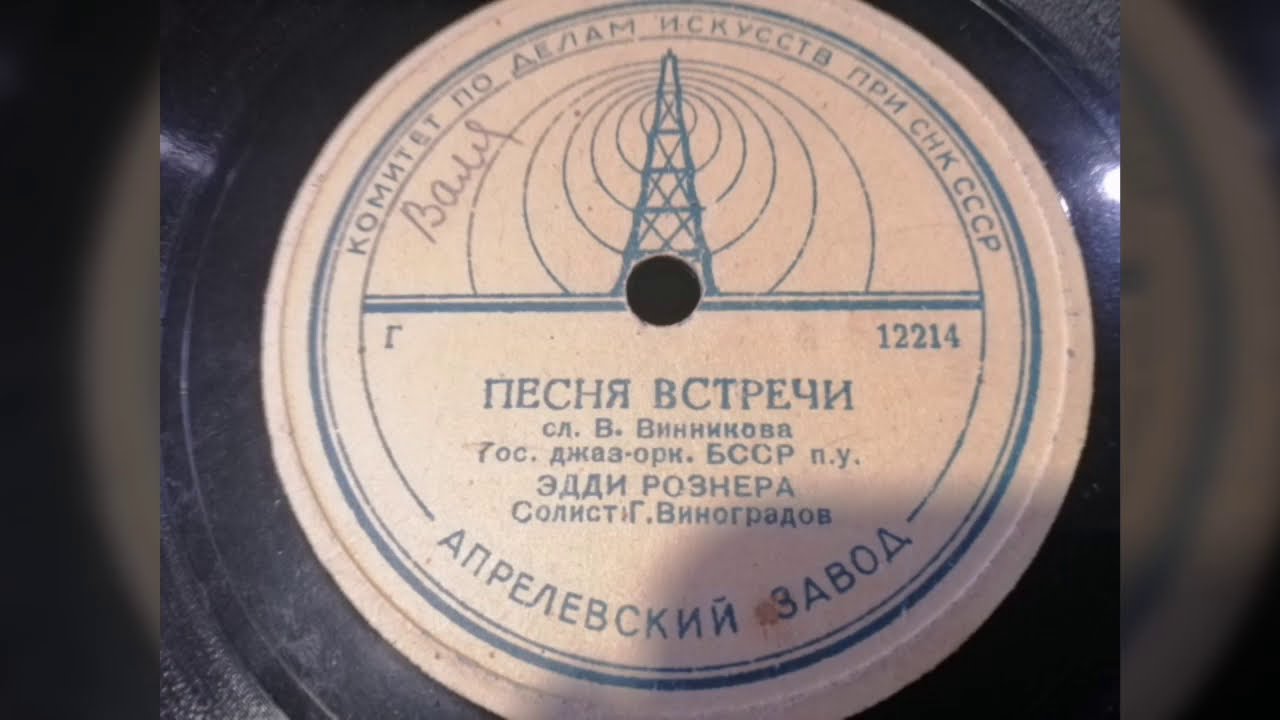 КОМИТЕТ ПО ДЕЛАМ ИСКУССТВ ПРИ СНК СССР
Валя
Г 12214
ПЕСНЯ ВСТРЕЧИ
сл. В. Винникова
Гос. джаз-орк. БССР п.у.
ЭДДИ РОЗНЕРА
Солист Г.Виноградов
АПРЕЛЕВСКИЙ ЗАВОД